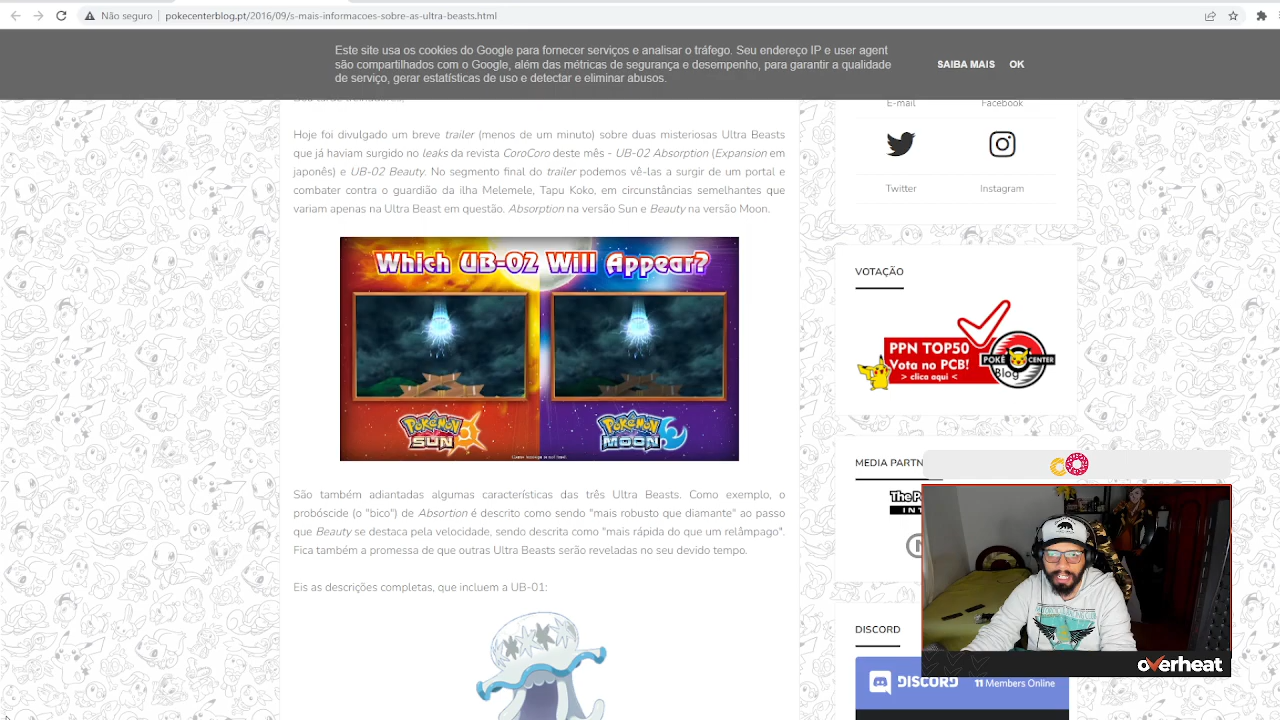 Não seguro
pokecenterblog.pt/2016/09/s-mais-informacoes-sobre-as-ultra-beasts.html
Este site usa os cookies do Google para fornecer serviços e analisar o tráfego. Seu endereço IP e user agent
são compartilhados com o Google, além das métricas de segurança e desempenho, para garantir a qualidade
de serviço, gerar estatísticas de uso e detectar e eliminar abusos.
SAIBA MAIS OK
Hoje foi divulgado um breve trailer (menos de um minuto) sobre duas misteriosas Ultra Beasts
que já haviam surgido no leaks da revista CoroCoro deste mês - UB-02 Absorption (Expansion em
japonês) e UB-02 Beauty. No segmento final do trailer podemos vê-las a surgir de um portal e
combater contra o guardião da ilha Melemele, Tapu Koko, em circunstâncias semelhantes que
variam apenas na Ultra Beast em questão. Absorption na versão Sun e Beauty na versão Moon.
Which UB-02 Will Appear?
POKéMON
SUN
POKéMON
MOON
São também adiantadas algumas características das três Ultra Beasts. Como exemplo, o
probóscide (o "bico") de Absortion é descrito como sendo "mais robusto que diamante" ao passo
que Beauty se destaca pela velocidade, sendo descrita como "mais rápida do que um relâmpago".
Fica também a promessa de que outras Ultra Beasts serão reveladas no seu devido tempo.
Eis as descrições completas, que incluem a UB-01:
E-mail
Facebook
Twitter
Instagram
VOTAÇÃO
PPN TOP50
Vota no PCB!
> clica aqui <
POKÉ CENTER
Blog
MEDIA PARTN
The Po
INT
DISCORD
DISCORD
11 Members Online
overheat